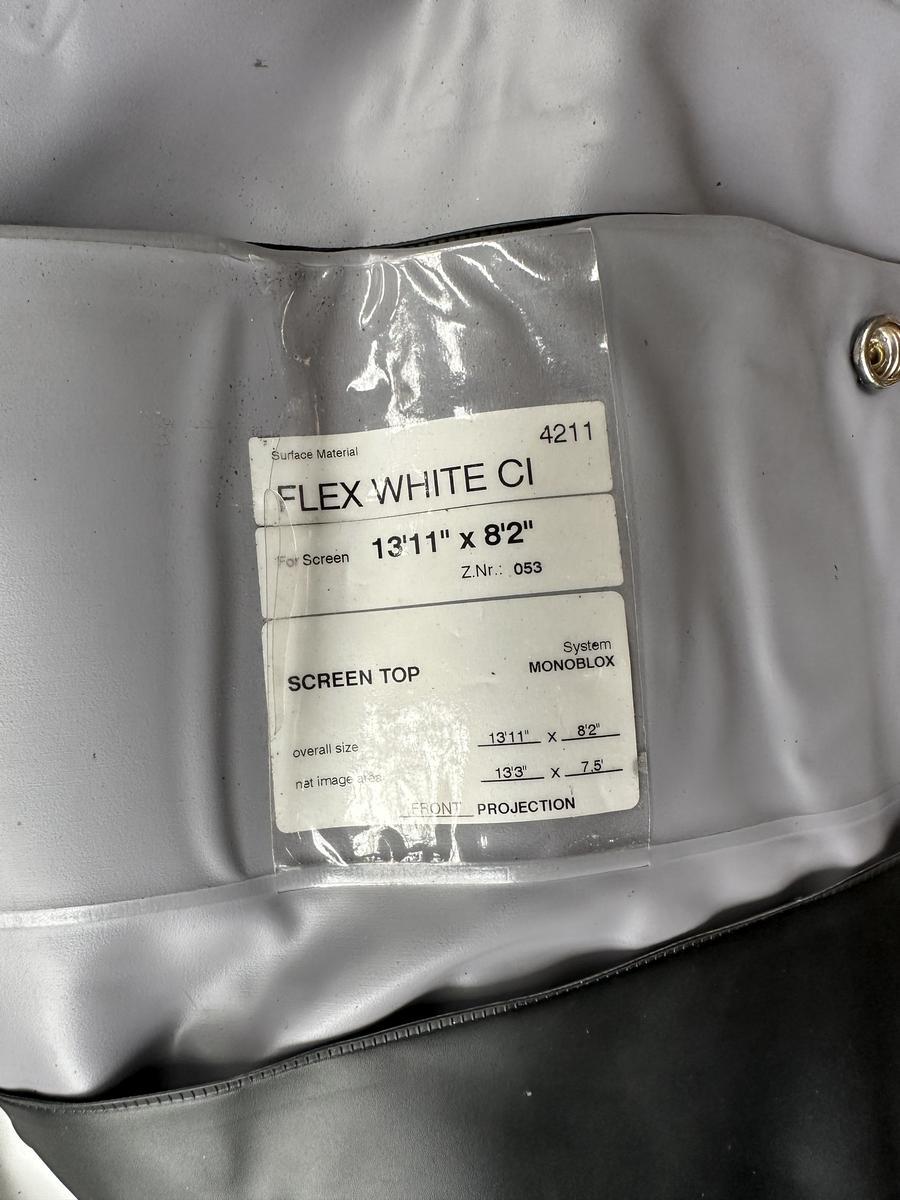 4211
Surface Material
FLEX WHITE CI
For Screen 13'11" x 8'2"
Z.Nr.: 053
System
SCREEN TOP MONOBLOX
overall size 13'11" x 8'2"
net image area 13'3" x 7.5'
FRONT PROJECTION